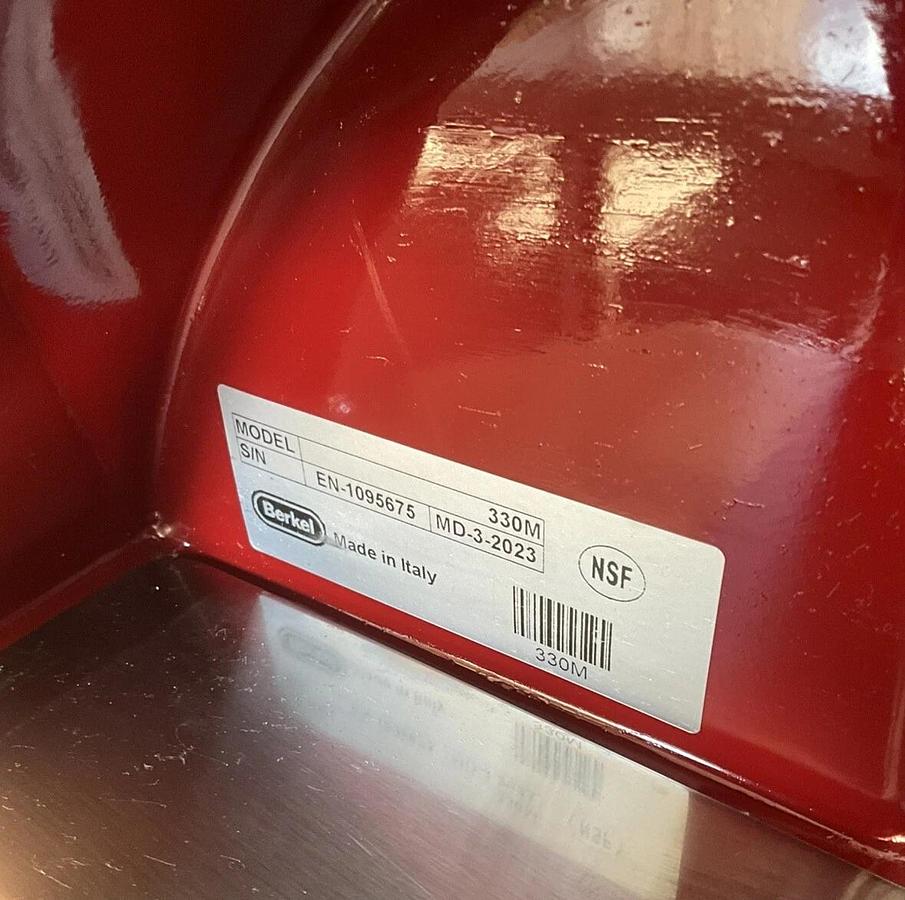 MODEL 330M
S/N EN-1095675 MD-3-2023
Berkel Made in Italy
NSF
330M